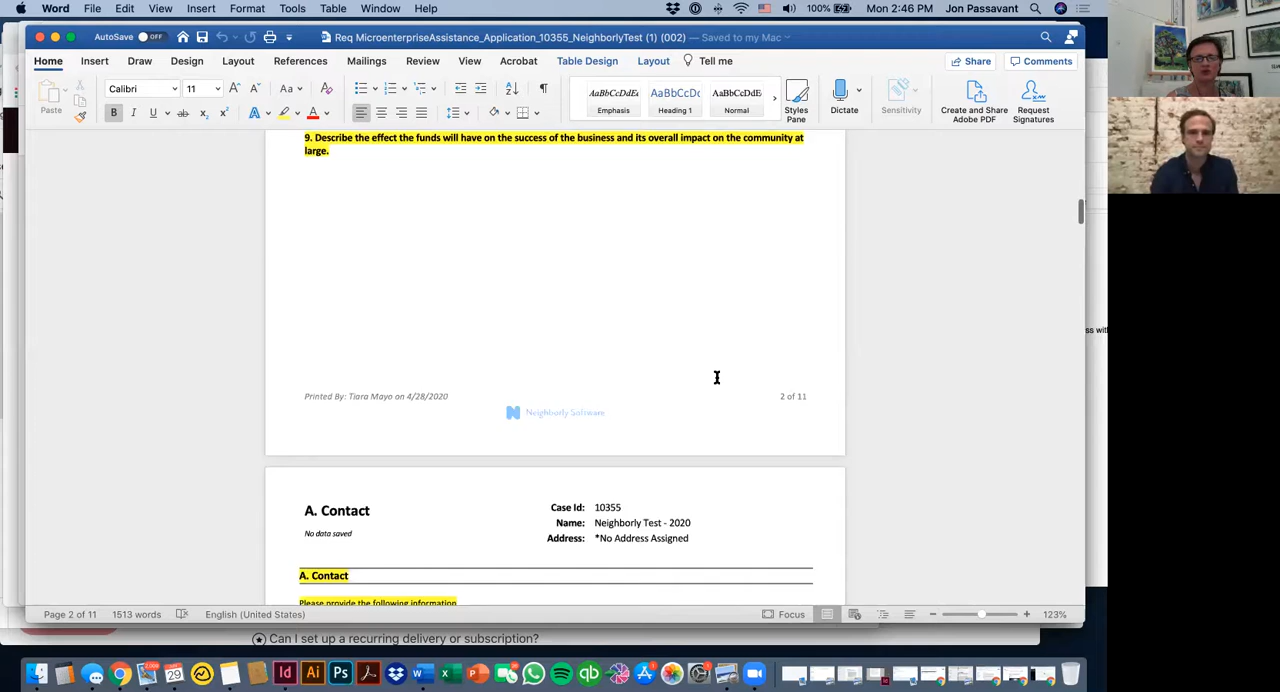 Word File Edit View Insert Format Tools Table Window Help 100% Mon 2:46 PM Jon Passavant
AutoSave OFF Req MicroenterpriseAssistance_Application_10355_NeighborlyTest (1) (002) — Saved to my Mac
Home Insert Draw Design Layout References Mailings Review View Acrobat Table Design Layout Tell me Share Comments
Paste Calibri 11 AaBbCcDdEe Emphasis AaBbCcDc Heading 1 AaBbCcDdE Normal Styles Pane Dictate Sensitivity Create and Share Adobe PDF Request Signatures
9. Describe the effect the funds will have on the success of the business and its overall impact on the community at
large.
Printed By: Tiara Mayo on 4/28/2020
2 of 11
Neighborly Software
A. Contact
No data saved
Case Id: 10355
Name: Neighborly Test - 2020
Address: *No Address Assigned
A. Contact
Please provide the following information
Page 2 of 11 1513 words English (United States) Focus 123%
Can I set up a recurring delivery or subscription?